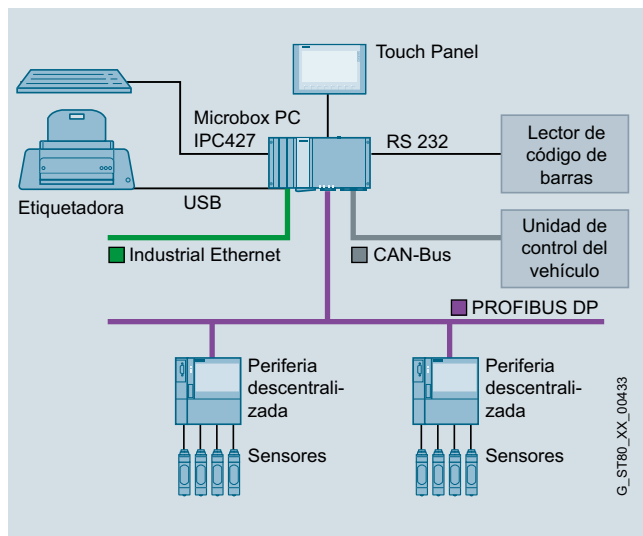 Touch Panel
Microbox PC
IPC427
RS 232
Lector de
código de
barras
Etiquetadora
USB
Unidad de
control del
vehículo
Industrial Ethernet
CAN-Bus
PROFIBUS DP
Periferia
descentrali-
zada
Periferia
descentrali-
zada
Sensores
Sensores
G_ST80_XX_00433